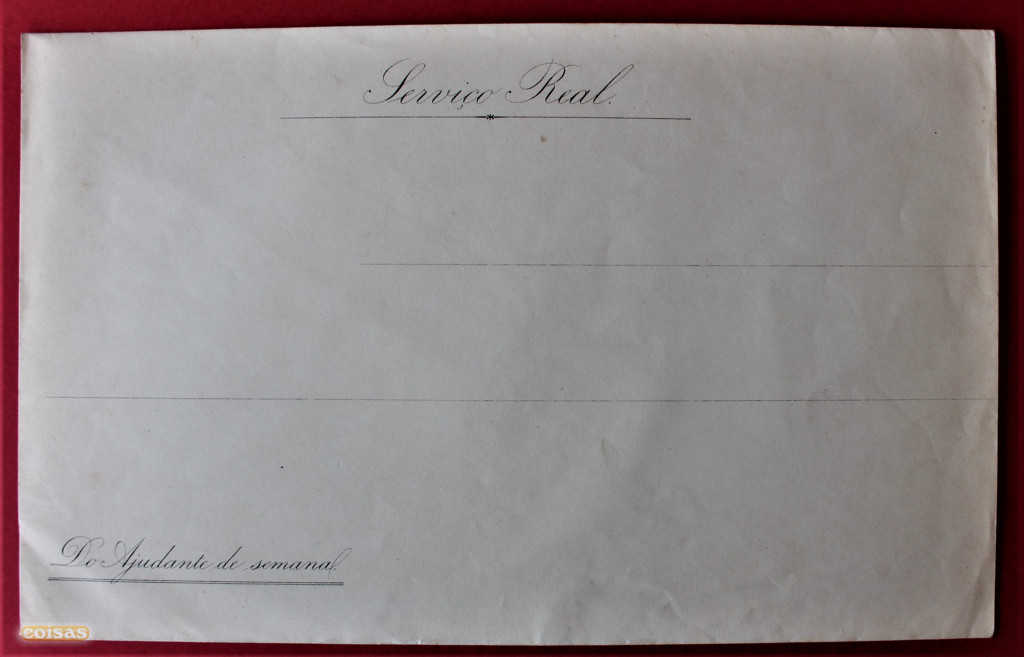 Serviço Real.
Do Ajudante de semana
coisas